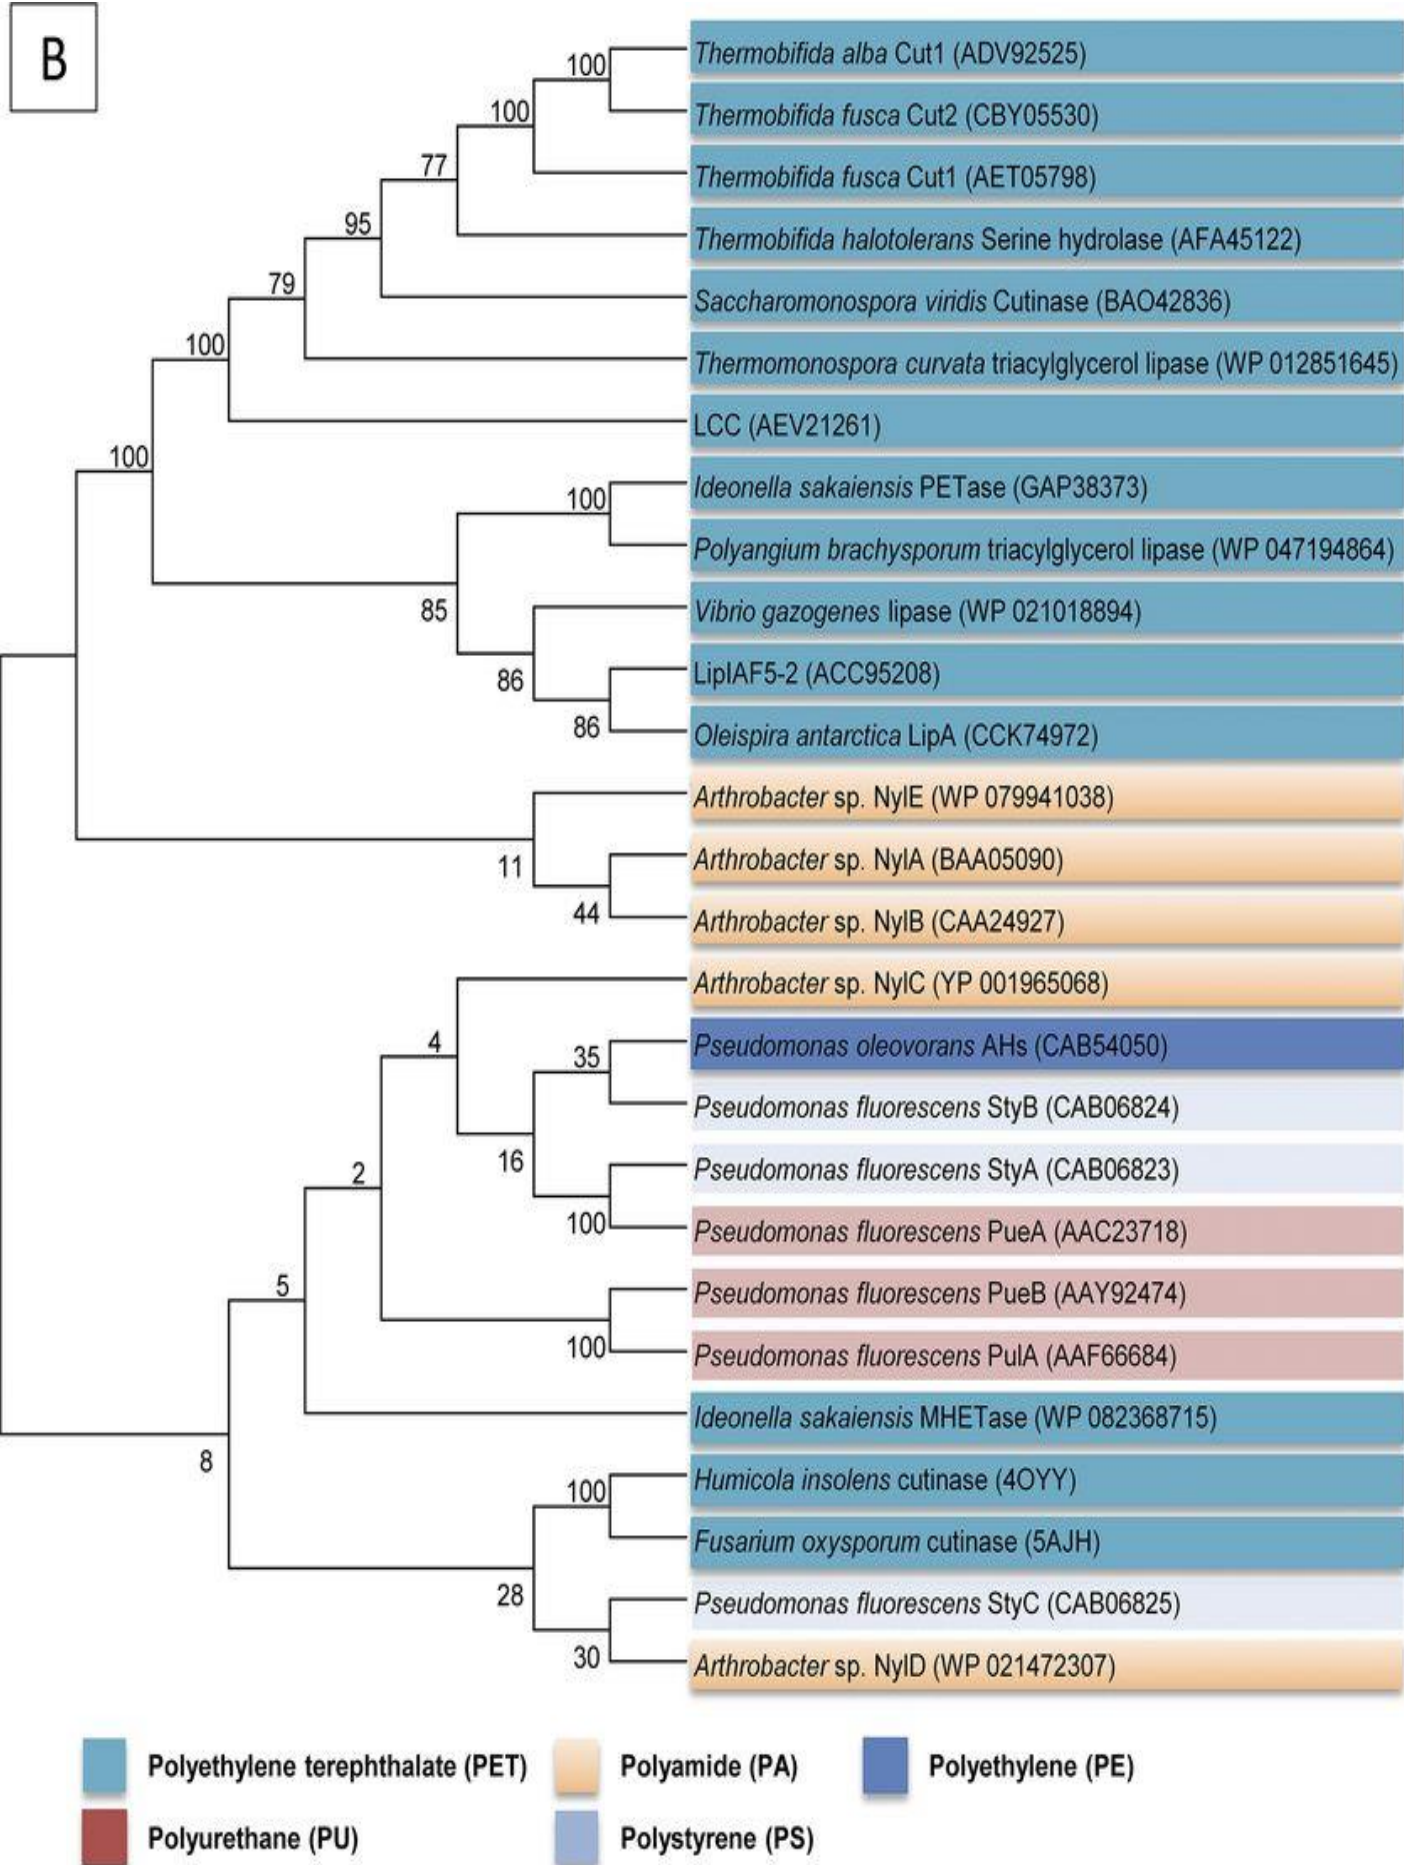 B
100
Thermobifida alba Cut1 (ADV92525)
100
Thermobifida fusca Cut2 (CBY05530)
77
Thermobifida fusca Cut1 (AET05798)
95
Thermobifida halotolerans Serine hydrolase (AFA45122)
79
Saccharomonospora viridis Cutinase (BAO42836)
100
Thermomonospora curvata triacylglycerol lipase (WP 012851645)
LCC (AEV21261)
100
100
Ideonella sakaiensis PETase (GAP38373)
Polyangium brachysporum triacylglycerol lipase (WP 047194864)
85
Vibrio gazogenes lipase (WP 021018894)
86
LipIAF5-2 (ACC95208)
86
Oleispira antarctica LipA (CCK74972)
Arthrobacter sp. NylE (WP 079941038)
11
Arthrobacter sp. NylA (BAA05090)
44
Arthrobacter sp. NylB (CAA24927)
Arthrobacter sp. NylC (YP 001965068)
4
35
Pseudomonas oleovorans AHs (CAB54050)
Pseudomonas fluorescens StyB (CAB06824)
16
2
Pseudomonas fluorescens StyA (CAB06823)
100
Pseudomonas fluorescens PueA (AAC23718)
5
Pseudomonas fluorescens PueB (AAY92474)
100
Pseudomonas fluorescens PulA (AAF66684)
Ideonella sakaiensis MHETase (WP 082368715)
8
100
Humicola insolens cutinase (4OYY)
Fusarium oxysporum cutinase (5AJH)
28
Pseudomonas fluorescens StyC (CAB06825)
30
Arthrobacter sp. NylD (WP 021472307)
Polyethylene terephthalate (PET)
Polyamide (PA)
Polyethylene (PE)
Polyurethane (PU)
Polystyrene (PS)